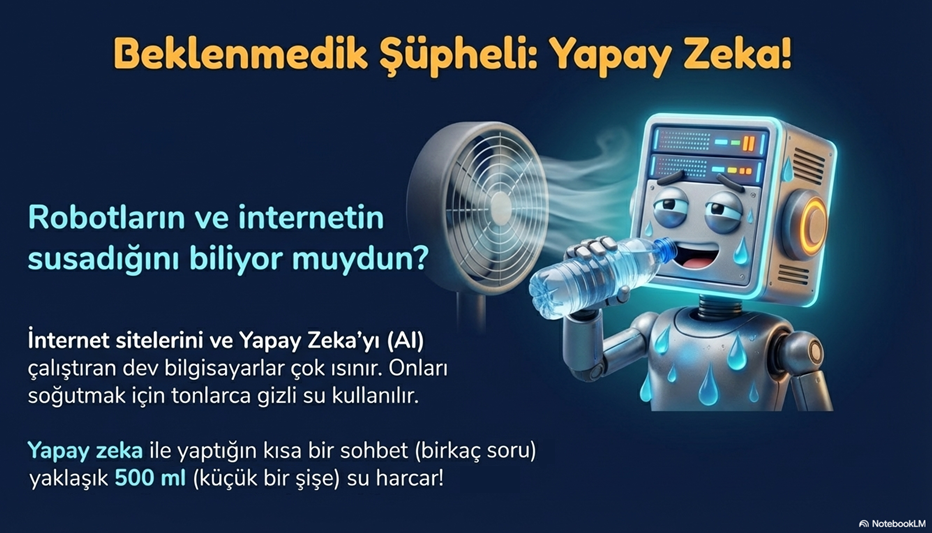 Beklenmedik Şüpheli: Yapay Zeka!
Robotların ve internetin
susadığını biliyor muydun?
İnternet sitelerini ve Yapay Zeka’yı (AI)
çalıştıran dev bilgisayarlar çok ısınır. Onları
soğutmak için tonlarca gizli su kullanılır.
Yapay zeka ile yaptığın kısa bir sohbet (birkaç soru)
yaklaşık 500 ml (küçük bir şişe) su harcar!
NotebookLM